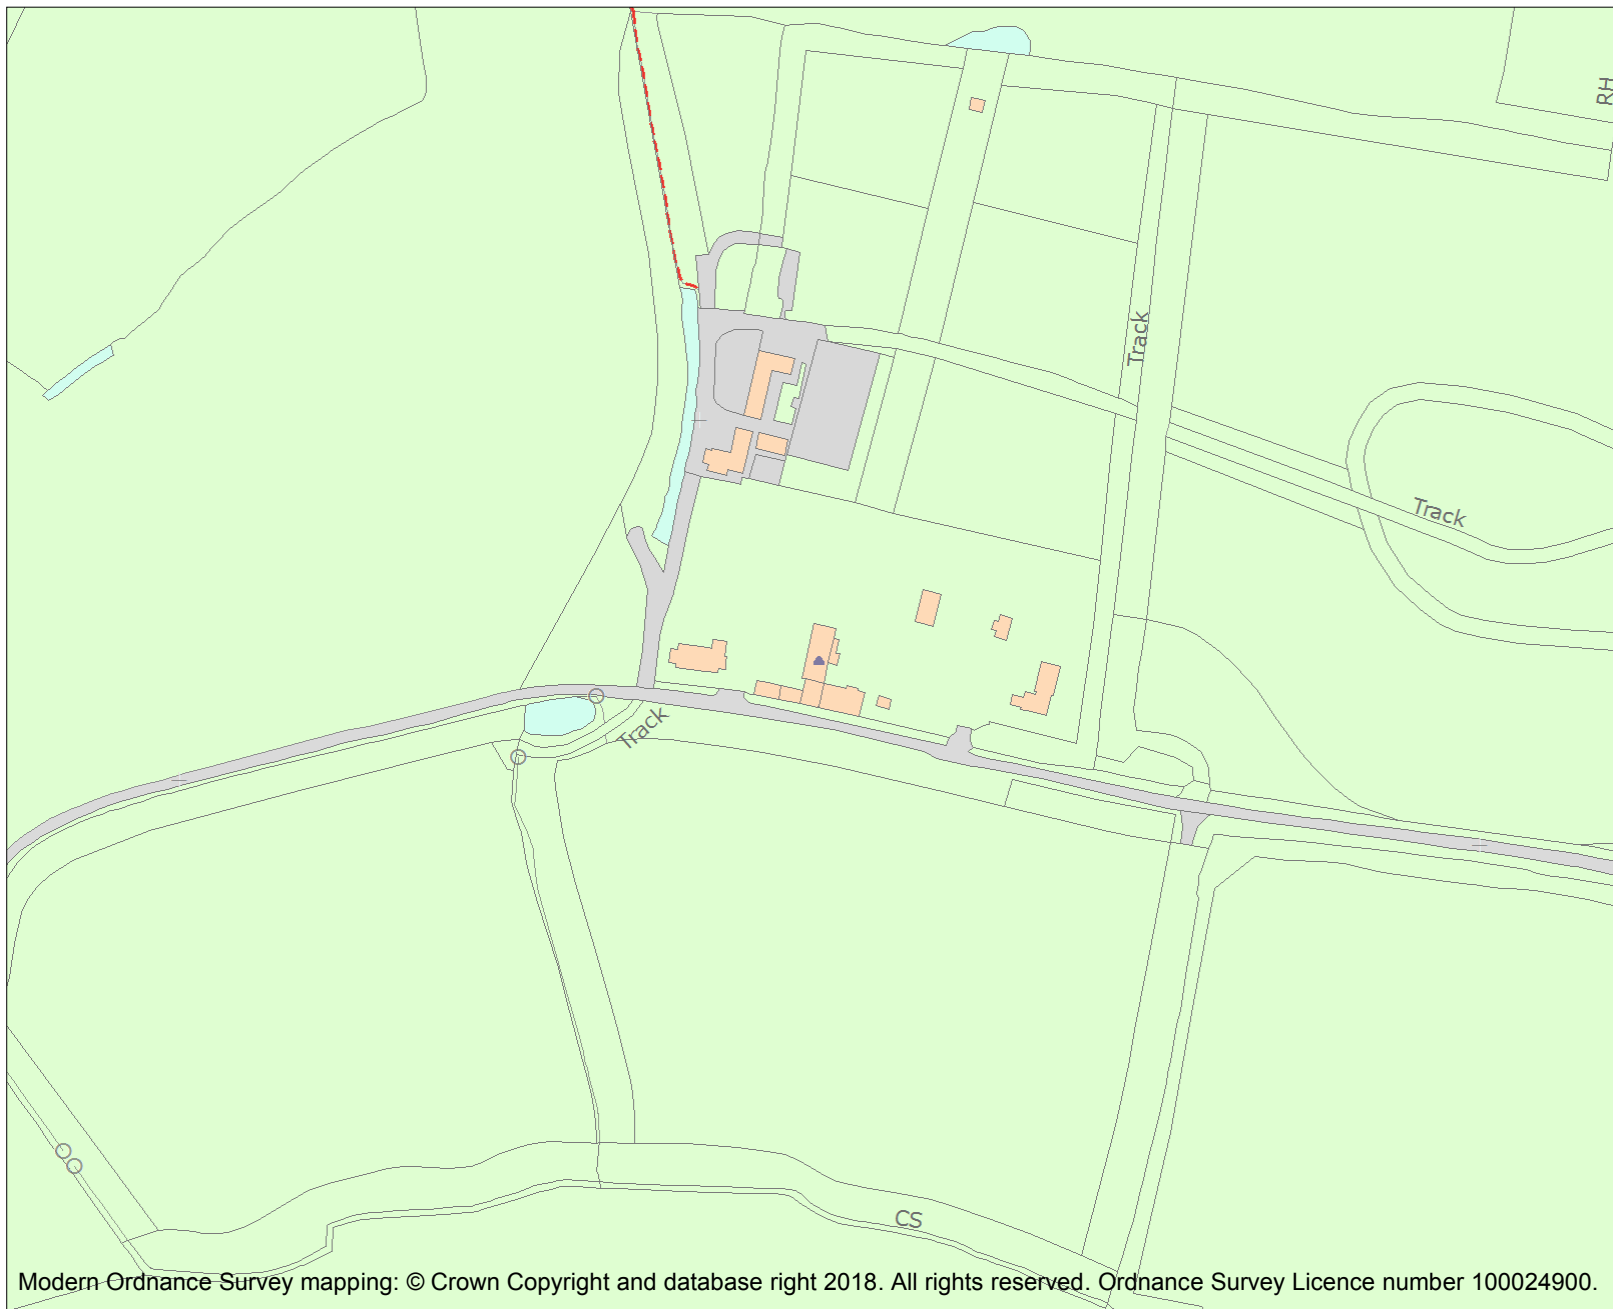 RH
Track
Track
Track
CS
Modern Ordnance Survey mapping: © Crown Copyright and database right 2018. All rights reserved. Ordnance Survey Licence number 100024900.